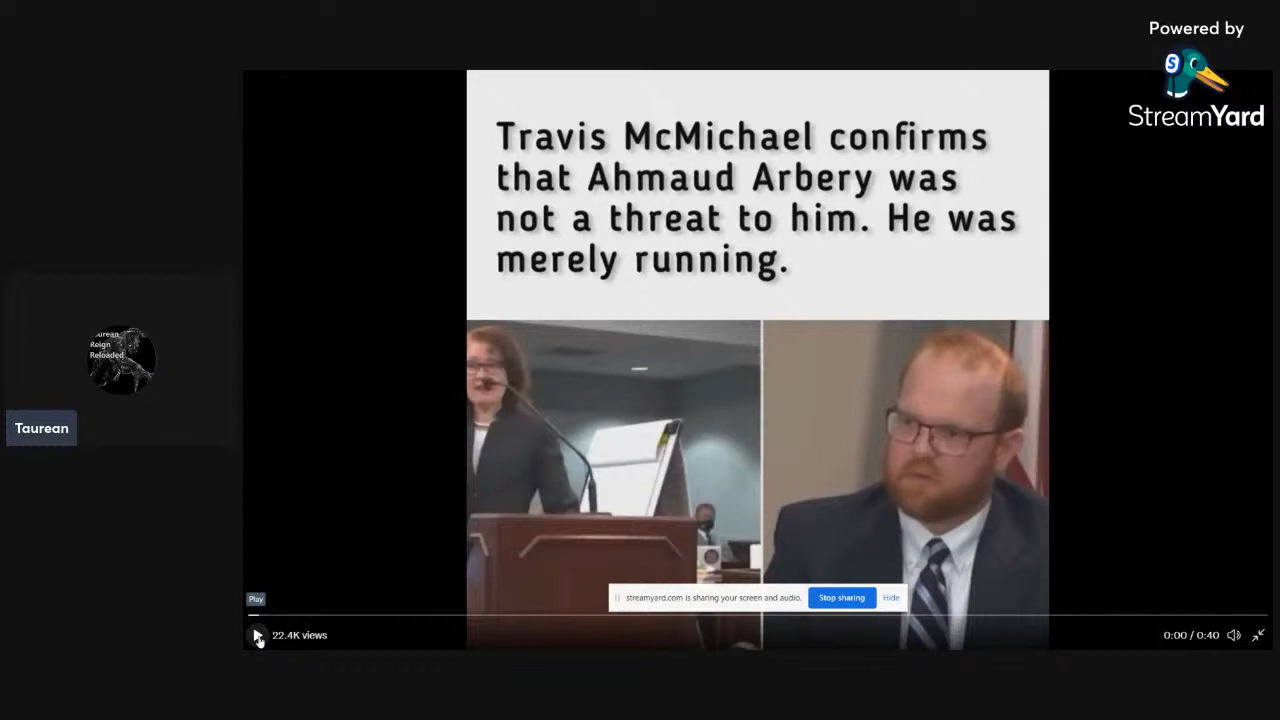 Powered by
StreamYard
Travis McMichael confirms
that Ahmaud Arbery was
not a threat to him. He was
merely running.
Reign
Reloaded
Taurean
Play
streamyard.com is sharing your screen and audio.
Stop sharing
Hide
22.4K views
0:00 / 0:40